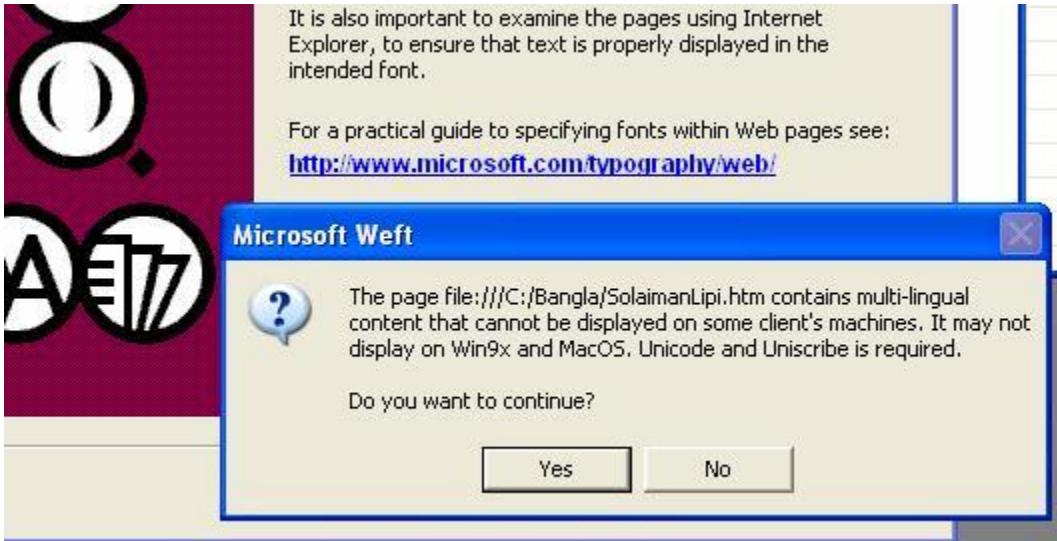 It is also important to examine the pages using Internet
Explorer, to ensure that text is properly displayed in the
intended font.
For a practical guide to specifying fonts within Web pages see:
http://www.microsoft.com/typography/web/
Microsoft Weft
The page file:///C:/Bangla/SolaimanLipi.htm contains multi-lingual
content that cannot be displayed on some client's machines. It may not
display on Win9x and MacOS. Unicode and Uniscribe is required.
Do you want to continue?
Yes No